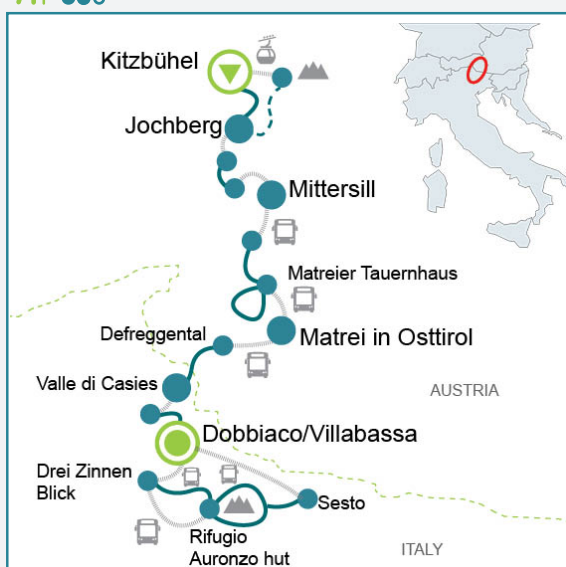 Kitzbühel
Jochberg
Mittersill
Matreier Tauernhaus
Defreggental
Matrei in Osttirol
Valle di Casies
AUSTRIA
Dobbiaco/Villabassa
Drei Zinnen
Blick
Sesto
Rifugio
Auronzo hut
ITALY